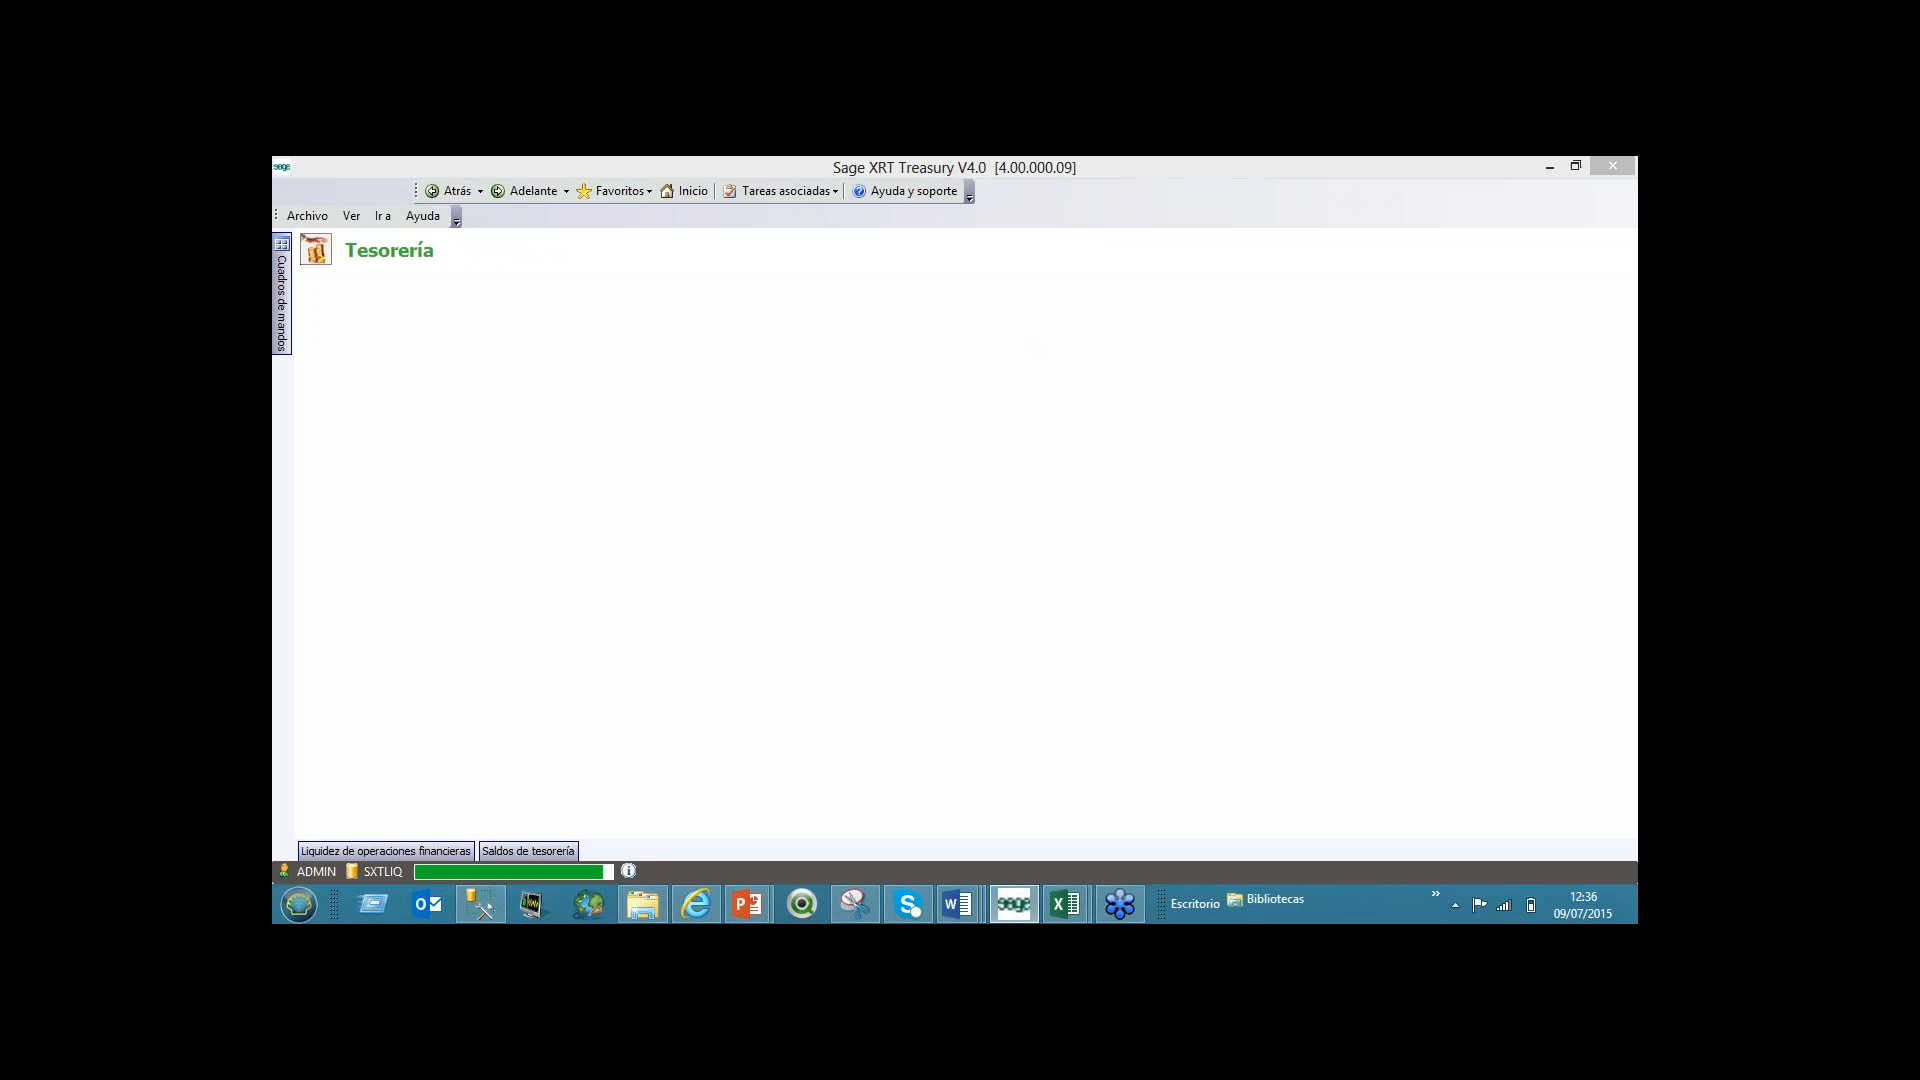 sage
Sage XRT Treasury V4.0 [4.00.000.09]
Atrás Adelante Favoritos Inicio Tareas asociadas Ayuda y soporte
Archivo Ver Ir a Ayuda
Tesorería
Cuadros de mandos
Liquidez de operaciones financieras Saldos de tesorería
ADMIN SXTLIQ
sage
Escritorio Bibliotecas
12:36
09/07/2015